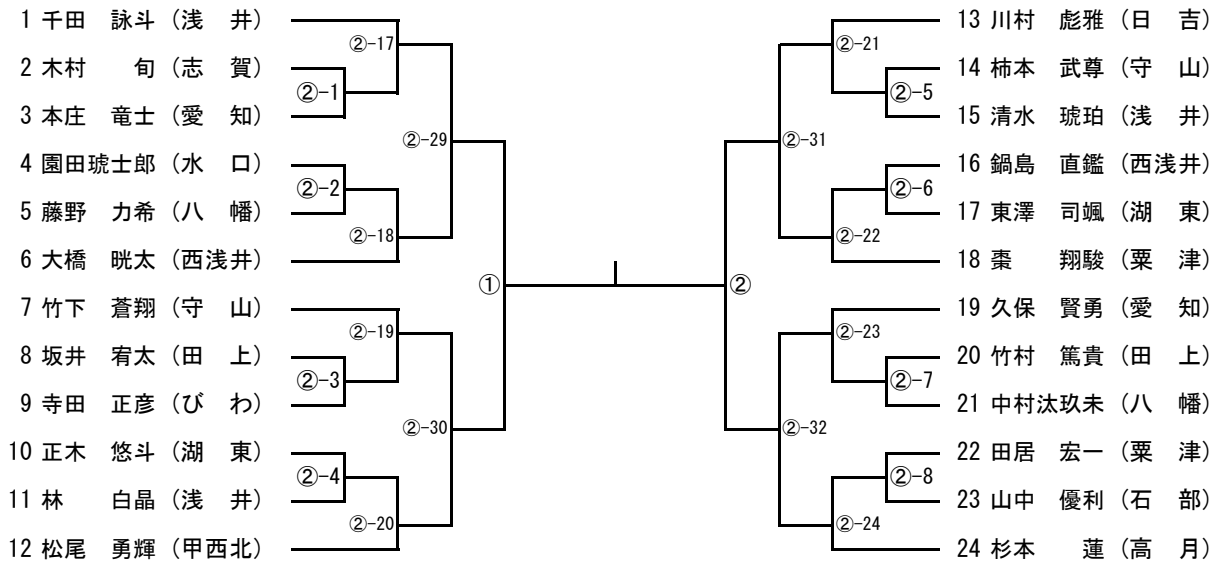 1 千田　詠斗（浅　井）
2 木村　　旬（志　賀）
3 本庄　竜士（愛　知）
4 園田琥士郎（水　口）
5 藤野　力希（八　幡）
6 大橋　晄太（西浅井）
7 竹下　蒼翔（守　山）
8 坂井　宥太（田　上）
9 寺田　正彦（び　わ）
10 正木　悠斗（湖　東）
11 林　　白晶（浅　井）
12 松尾　勇輝（甲西北）
②-17
②-1
②-29
②-2
②-18
①
②-19
②-3
②-30
②-4
②-20
②-21
②-5
②-31
②-6
②-22
②
②-23
②-7
②-32
②-8
②-24
13 川村　彪雅（日　吉）
14 柿本　武尊（守　山）
15 清水　琥珀（浅　井）
16 鍋島　直鑑（西浅井）
17 東澤　司颯（湖　東）
18 棗　　翔駿（粟　津）
19 久保　賢勇（愛　知）
20 竹村　篤貴（田　上）
21 中村汰玖未（八　幡）
22 田居　宏一（粟　津）
23 山中　優利（石　部）
24 杉本　　蓮（高　月）